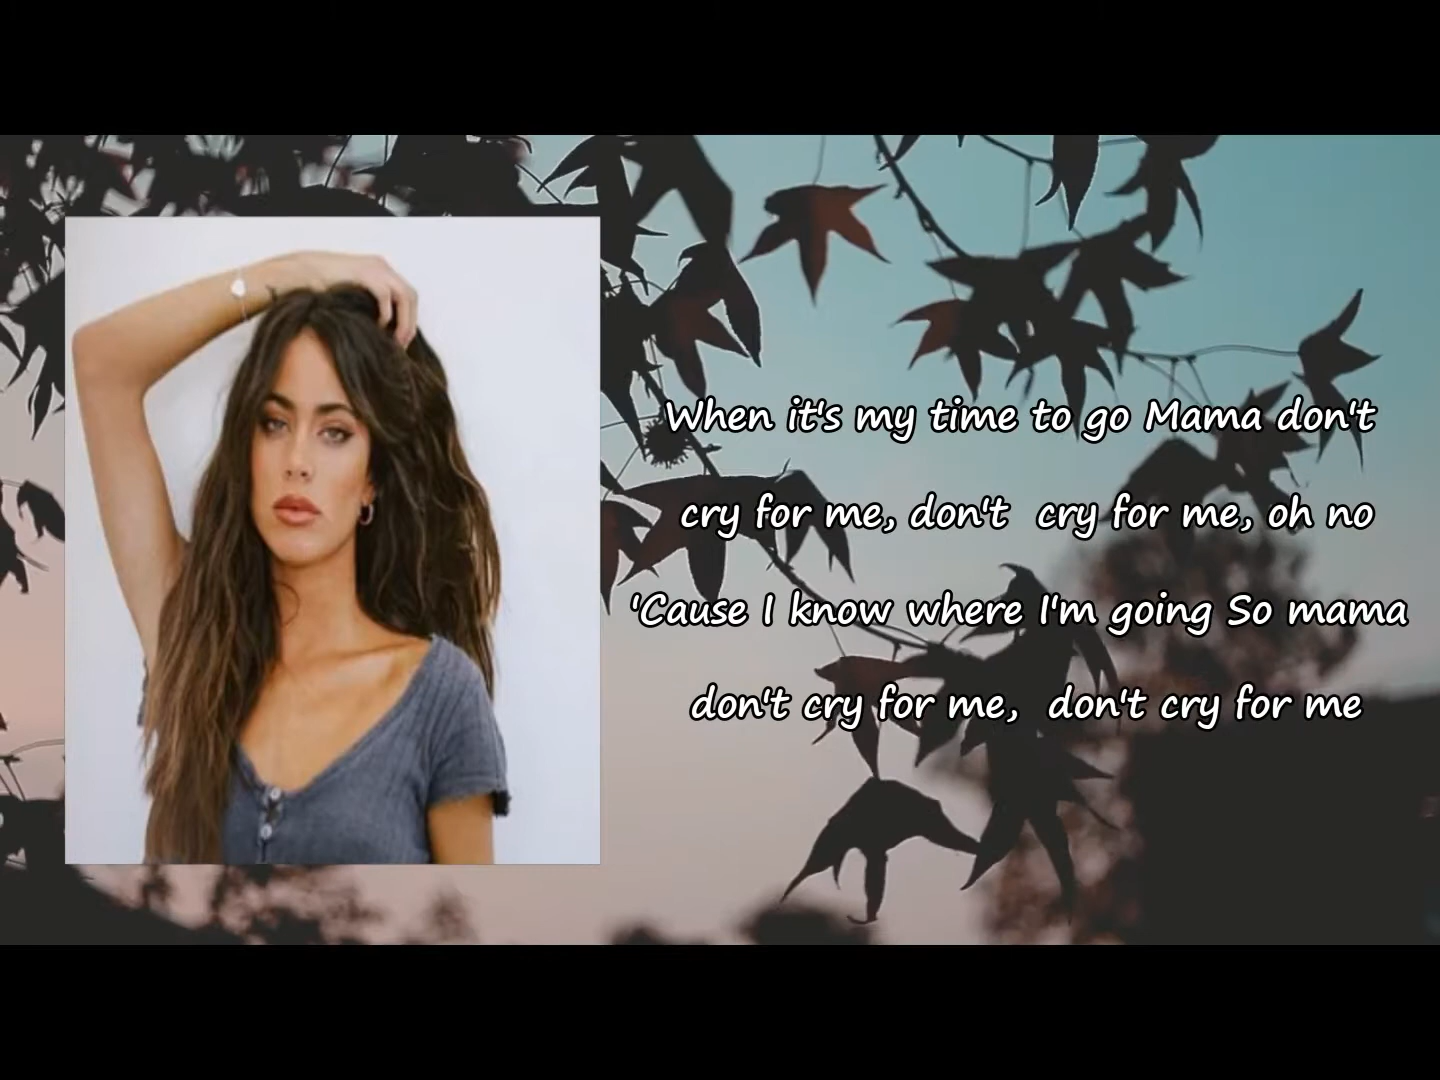 When it's my time to go Mama don't
cry for me, don't  cry for me, oh no
'Cause I know where I'm going So mama
don't cry for me,  don't cry for me